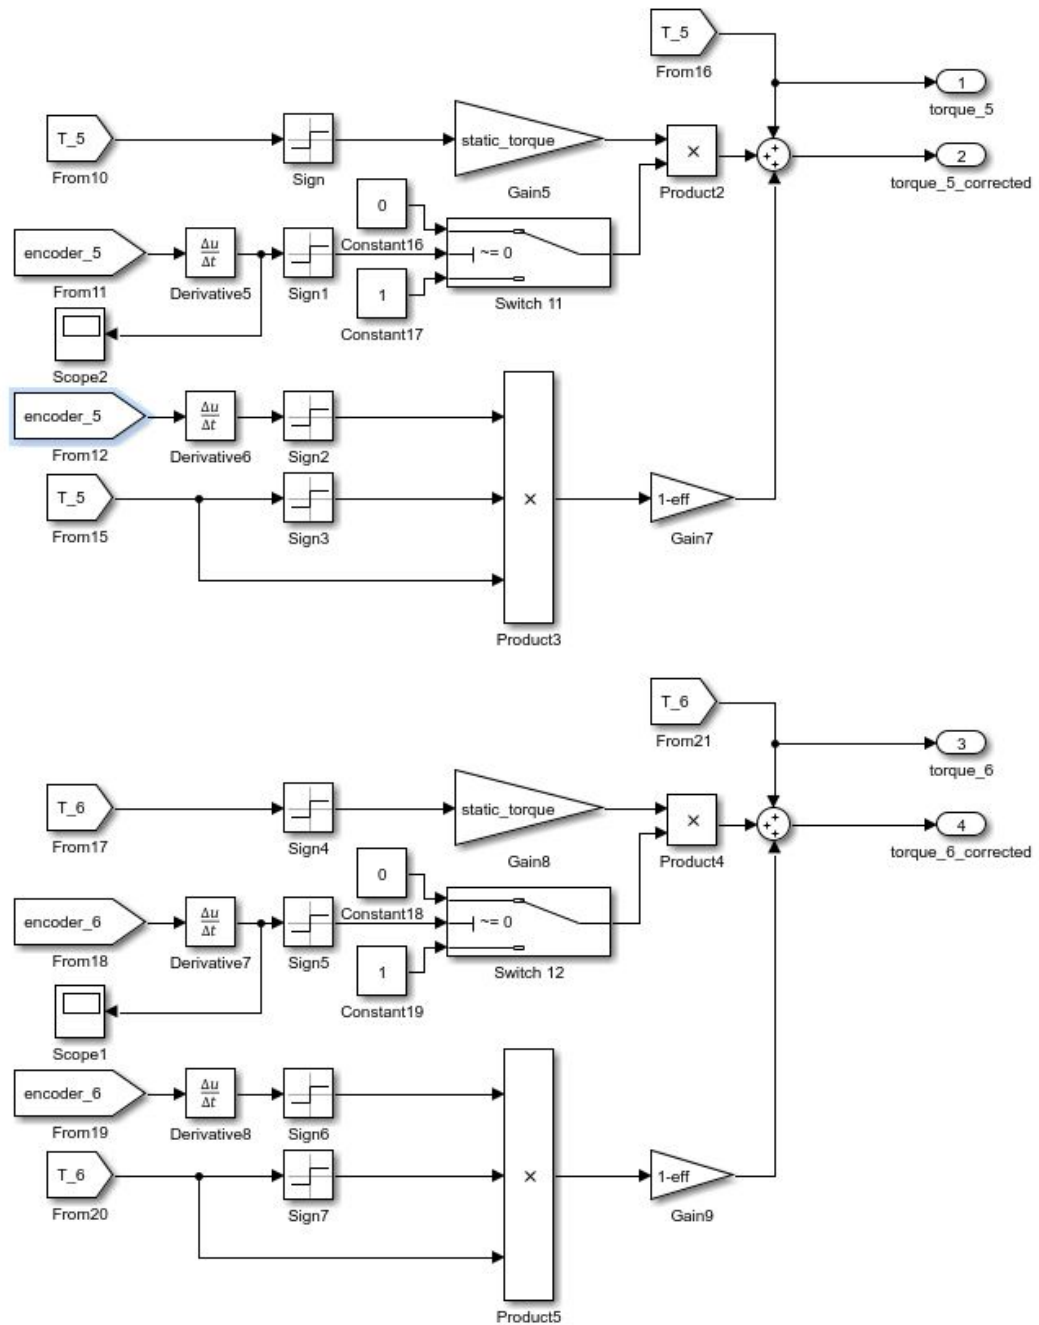 T_5
From16
1
torque_5
T_5
From10
Sign
static_torque
Gain5
×
Product2
2
torque_5_corrected
0
Constant16
encoder_5
From11
Δu
Δt
Derivative5
Sign1
~= 0
Switch 11
1
Constant17
Scope2
encoder_5
From12
Δu
Δt
Derivative6
Sign2
T_5
From15
Sign3
×
Product3
1-eff
Gain7
T_6
From21
3
torque_6
T_6
From17
Sign4
static_torque
Gain8
×
Product4
4
torque_6_corrected
0
Constant18
encoder_6
From18
Δu
Δt
Derivative7
Sign5
~= 0
Switch 12
1
Constant19
Scope1
encoder_6
From19
Δu
Δt
Derivative8
Sign6
T_6
From20
Sign7
×
Product5
1-eff
Gain9